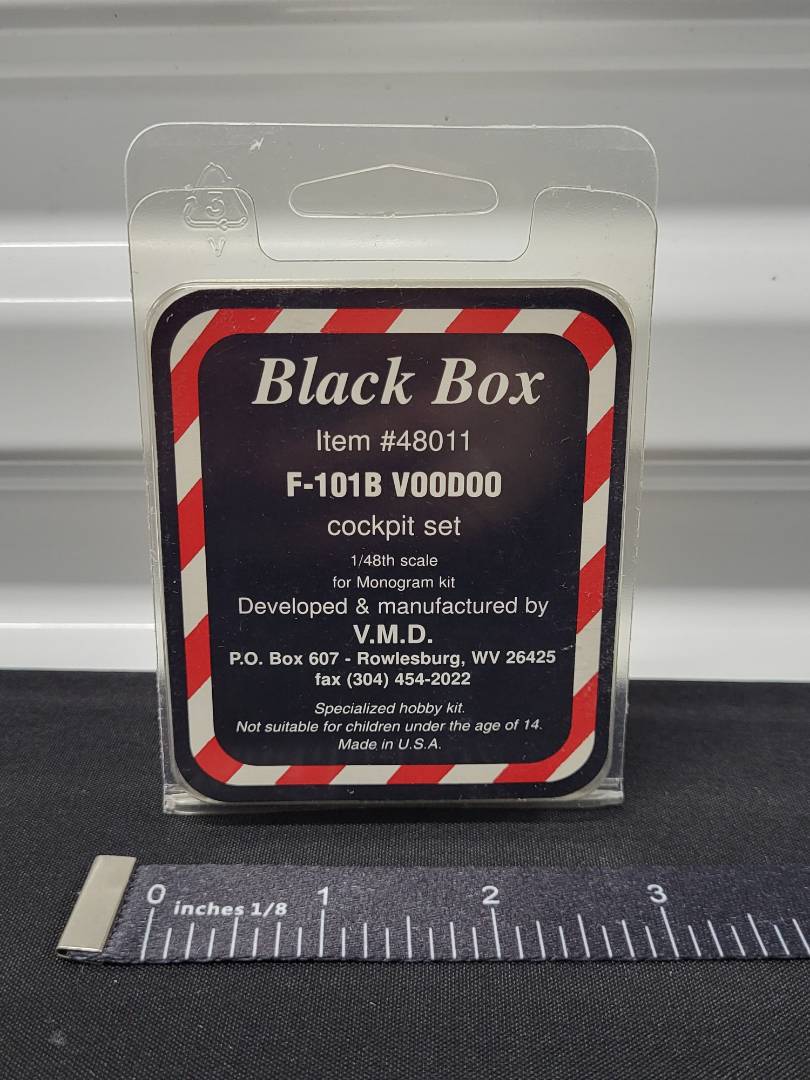 3
V
Black Box
Item #48011
F-101B VOODOO
cockpit set
1/48th scale
for Monogram kit
Developed & manufactured by
V.M.D.
P.O. Box 607 - Rowlesburg, WV 26425
fax (304) 454-2022
Specialized hobby kit.
Not suitable for children under the age of 14.
Made in U.S.A.
0 inches 1/8 1 2 3